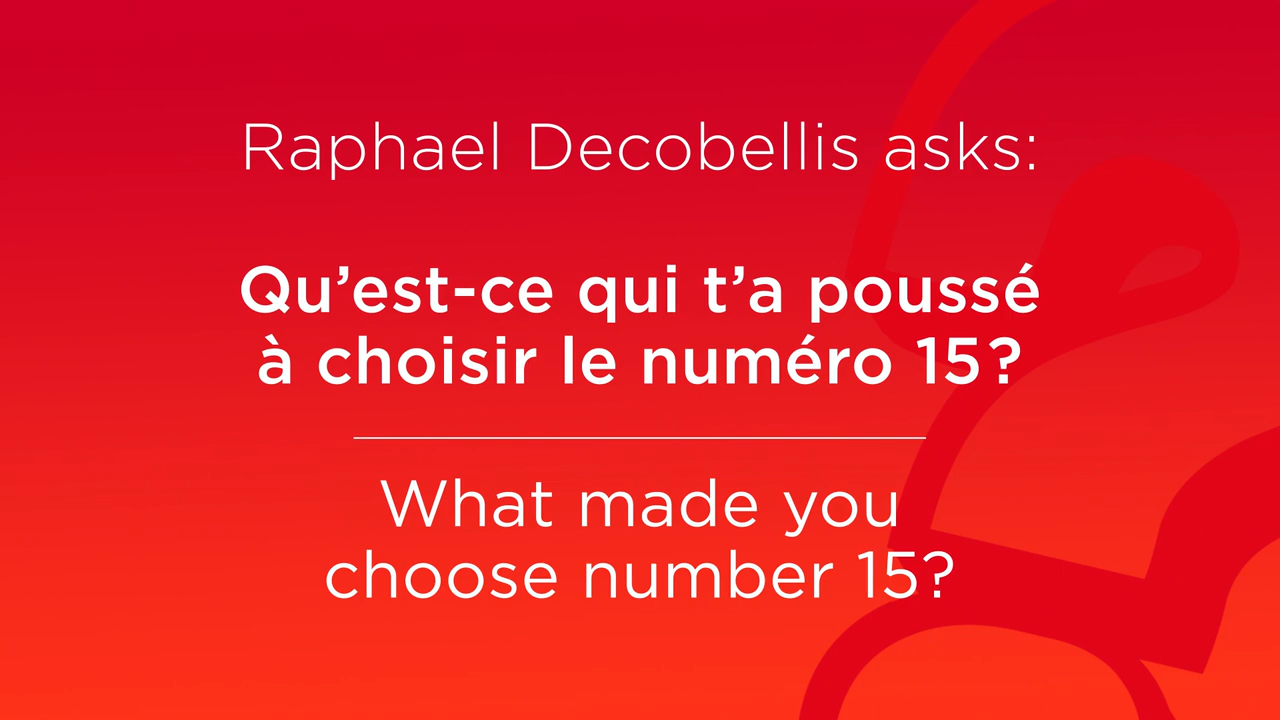 Raphael Decobellis asks:
Qu’est-ce qui t’a poussé
à choisir le numéro 15?
What made you
choose number 15?